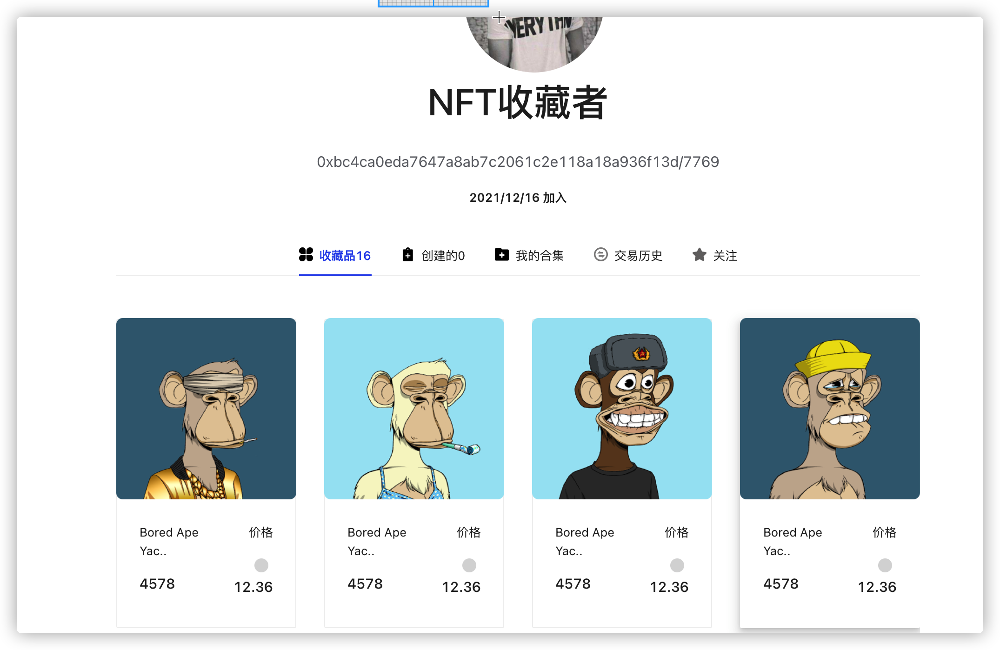 NFT收藏者
0xbc4ca0eda7647a8ab7c2061c2e118a18a936f13d/7769
2021/12/16 加入
收藏品16 创建的0 我的合集 交易历史 关注
Bored Ape 价格
Yac..
4578 12.36
Bored Ape 价格
Yac..
4578 12.36
Bored Ape 价格
Yac..
4578 12.36
Bored Ape 价格
Yac..
4578 12.36